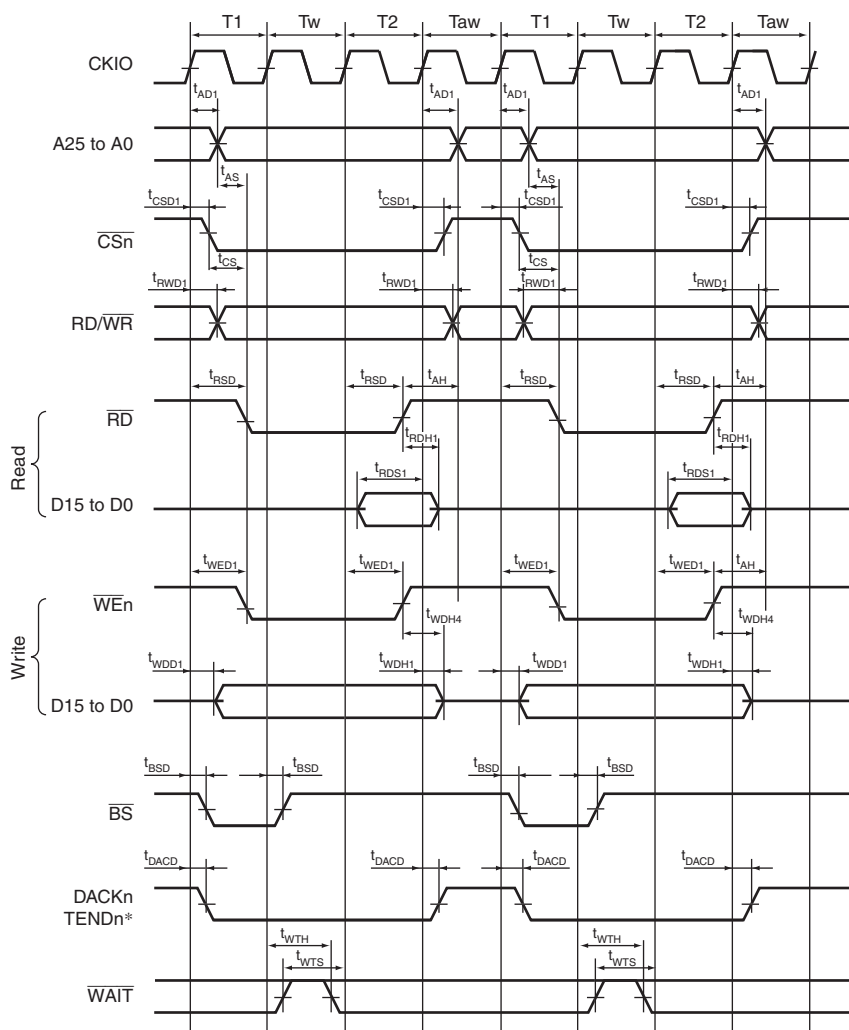 T1 Tw T2 Taw T1 Tw T2 Taw
CKIO
tAD1 tAD1 tAD1 tAD1
A25 to A0
tAS tAS
tCSD1 tCSD1 tCSD1 tCSD1
CSn
tCS tCS
tRWD1 tRWD1 tRWD1 tRWD1
RD/WR
tRSD tRSD tAH tRSD tRSD tAH
RD
tRDH1 tRDH1
Read
tRDS1 tRDS1
D15 to D0
tWED1 tWED1 tAH tWED1 tWED1 tAH
WEn
tWDH4 tWDH4
Write
tWDD1 tWDH1 tWDD1 tWDH1
D15 to D0
tBSD tBSD tBSD tBSD
BS
tDACD tDACD tDACD tDACD
DACKn
TENDn*
tWTH tWTH
tWTS tWTS
WAIT